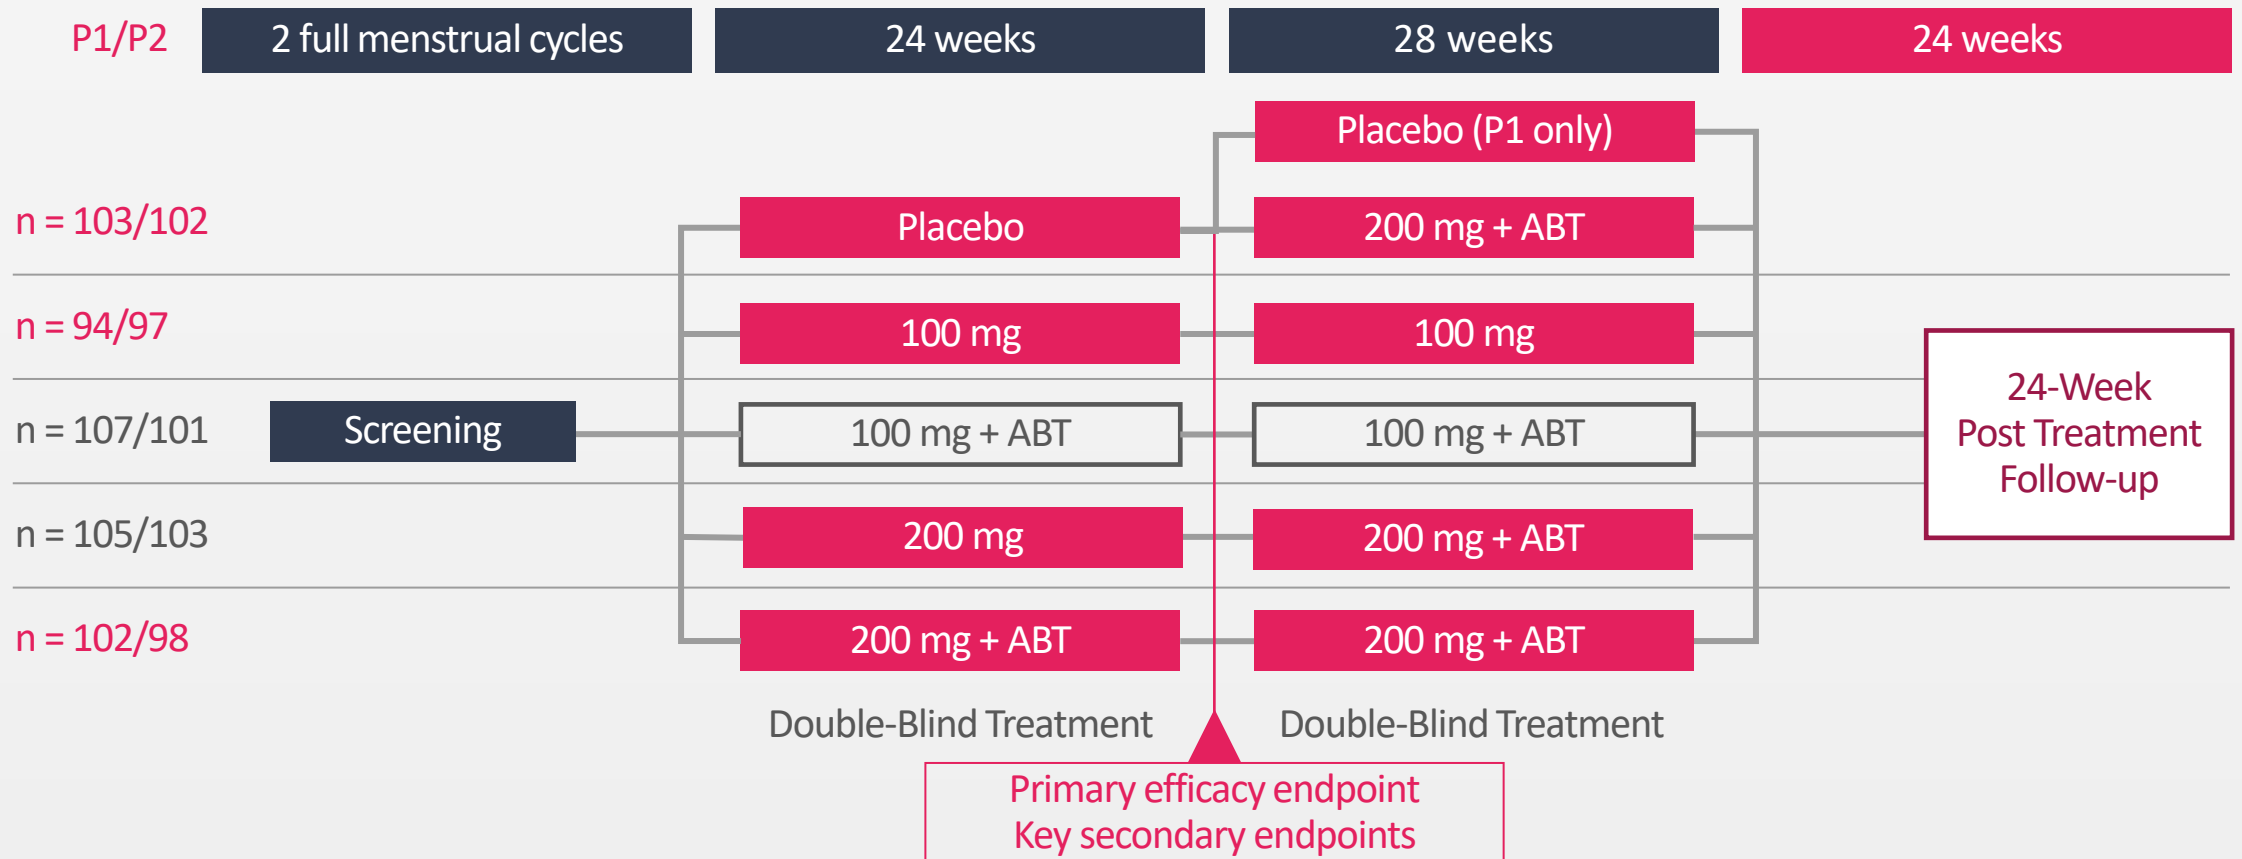 P1/P2 2 full menstrual cycles 24 weeks 28 weeks 24 weeks
Placebo (P1 only)
n = 103/102 Placebo 200 mg + ABT
n = 94/97 100 mg 100 mg
n = 107/101 Screening 100 mg + ABT 100 mg + ABT
24-Week
Post Treatment
Follow-up
n = 105/103 200 mg 200 mg + ABT
n = 102/98 200 mg + ABT 200 mg + ABT
Double-Blind Treatment Double-Blind Treatment
Primary efficacy endpoint
Key secondary endpoints